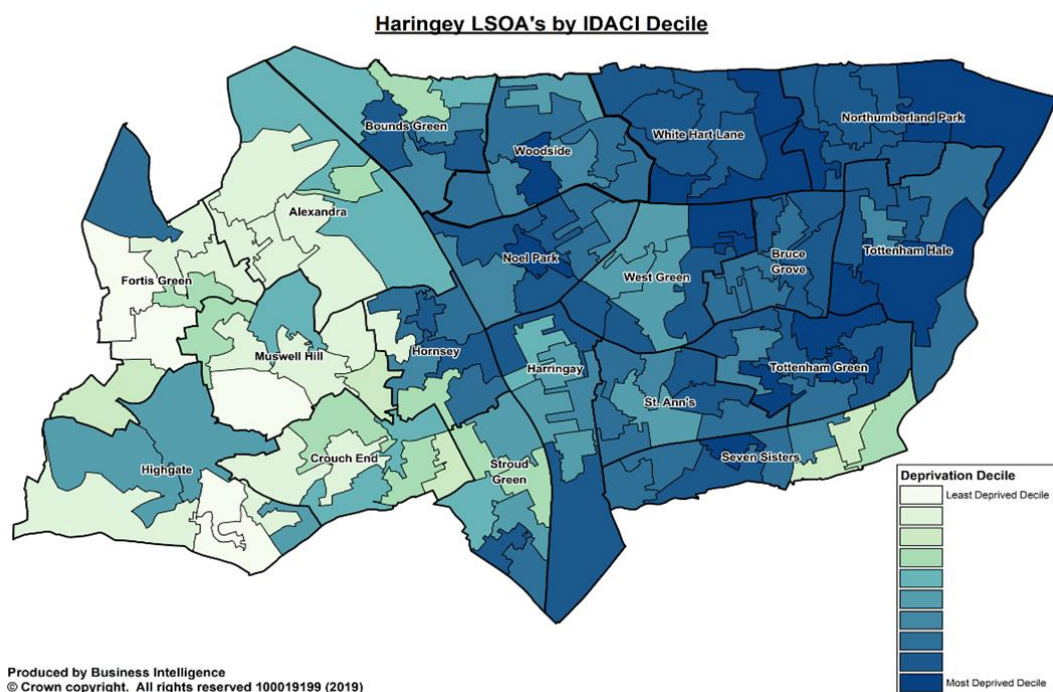 Haringey LSOA's by IDACI Decile
Bounds Green
Woodside
White Hart Lane
Northumberland Park
Alexandra
Fortis Green
Noel Park
West Green
Bruce
Grove
Tottenham Hale
Muswell Hill
Hornsey
Harringay
Tottenham Green
St. Ann's
Highgate
Crouch End
Stroud
Green
Seven Sisters
Deprivation Decile
Least Deprived Decile
Most Deprived Decile
Produced by Business Intelligence
© Crown copyright. All rights reserved 100019199 (2019)